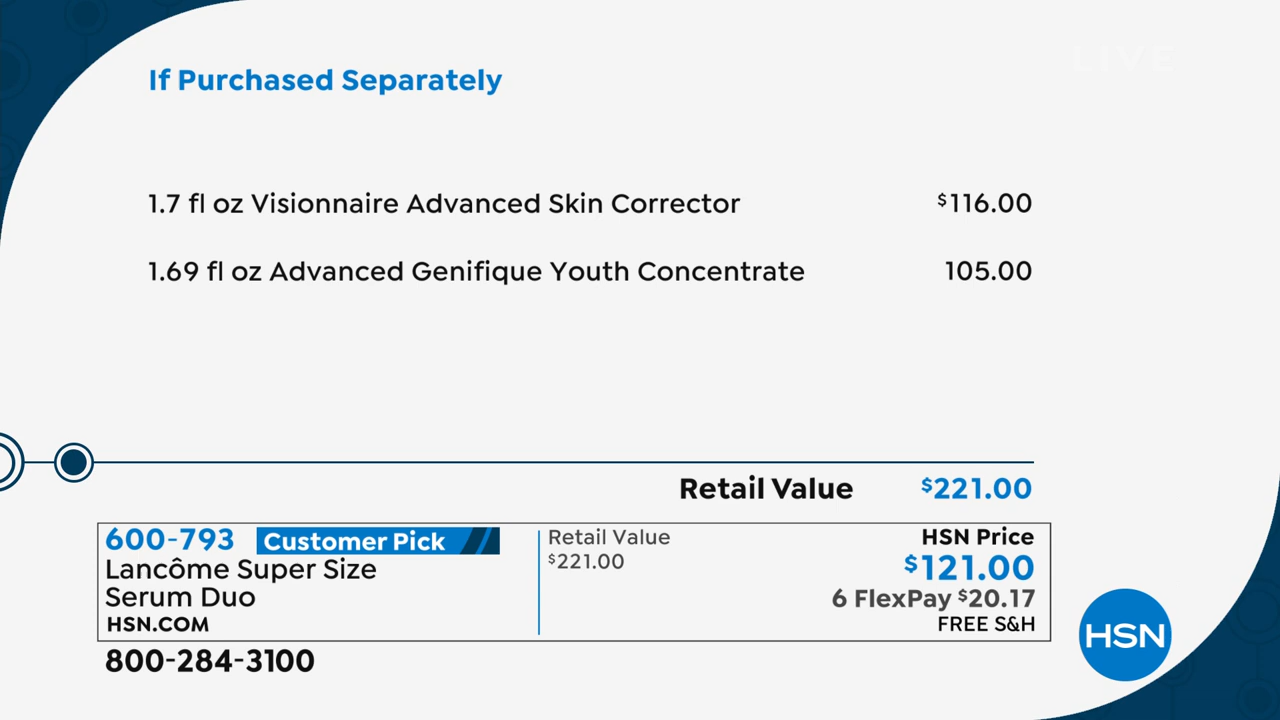 LIVE
If Purchased Separately
1.7 fl oz Visionnaire Advanced Skin Corrector $116.00
1.69 fl oz Advanced Genifique Youth Concentrate 105.00
Retail Value $221.00
600-793 Customer Pick
Lancôme Super Size
Serum Duo
HSN.COM
Retail Value
$221.00
HSN Price
$121.00
6 FlexPay $20.17
FREE S&H
HSN
800-284-3100